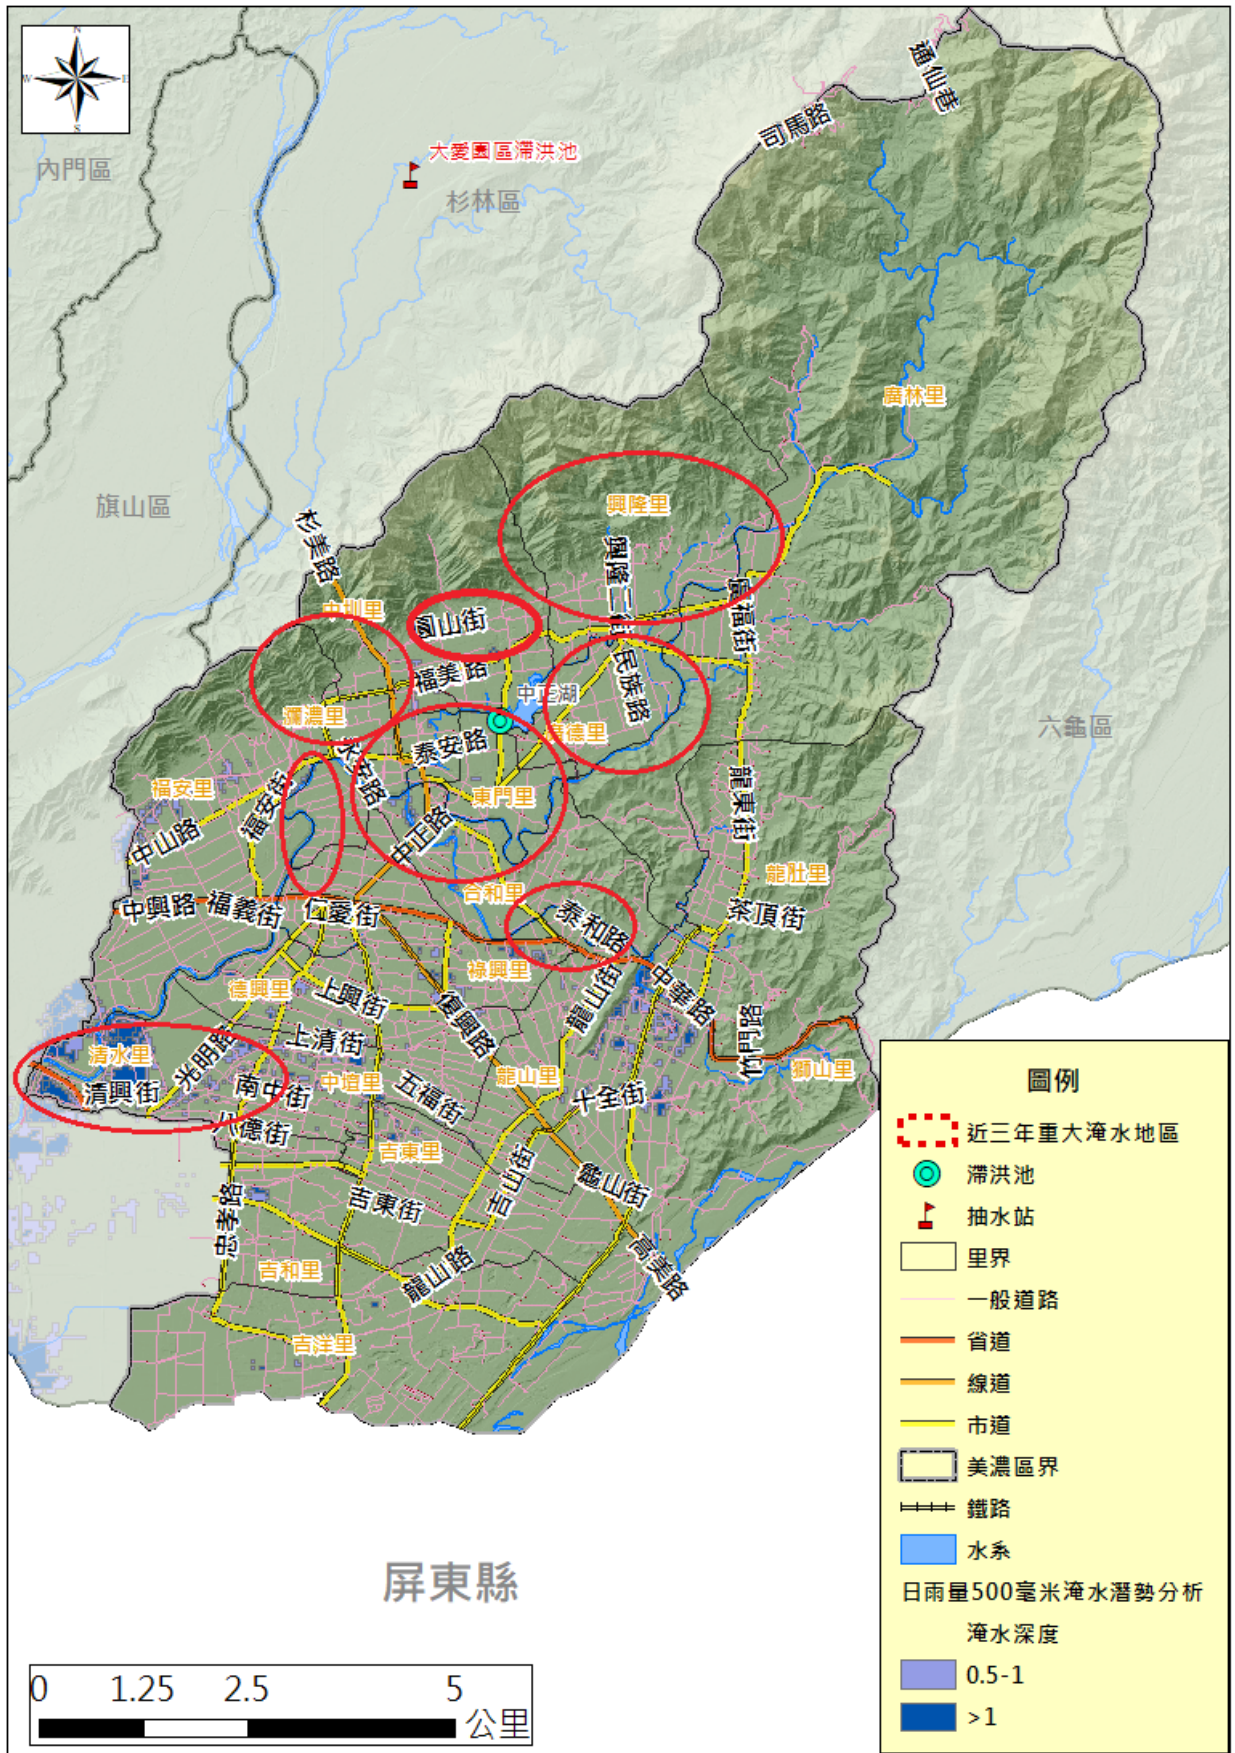 N
W
E
S
通仙巷
司馬路
大愛園區滯洪池
內門區
杉林區
廣林里
旗山區
興隆里
杉美路
興隆二街
中圳里
廣福街
圓山街
福美路
民族路
中正湖
彌濃里
廣德里
六龜區
泰安路
永安路
龍東街
福安里
福安街
東門里
中山路
中正路
龍肚里
合和里
中興路
福義街
仁愛街
泰和路
茶頂街
祿興里
中華路
德興里
上興街
復興路
龍山街
竹門路
清水里
光明路
上清街
龍山里
獅山里
清興街
南中街
中壇里
五福街
十全街
八德街
吉東里
吉山街
龜山街
吉東街
忠孝路
高美路
吉和里
龍山路
吉洋里
屏東縣
圖例
近三年重大淹水地區
滯洪池
抽水站
里界
一般道路
省道
線道
市道
美濃區界
鐵路
水系
日雨量500毫米淹水潛勢分析
淹水深度
0.5-1
>1
0 1.25 2.5 5
公里